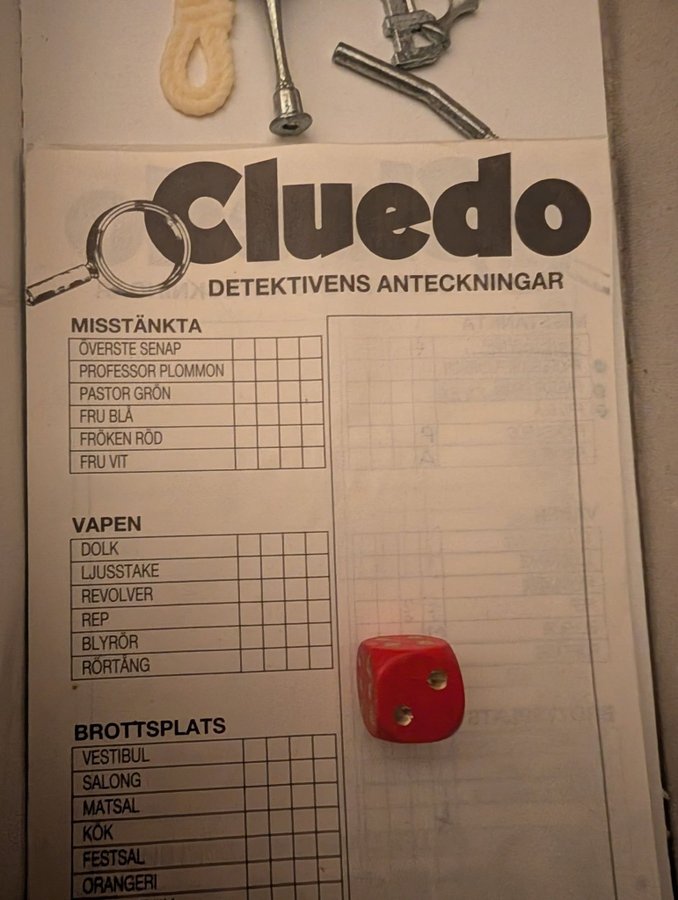 Cluedo
DETEKTIVENS ANTECKNINGAR
MISSTÄNKTA
ÖVERSTE SENAP
PROFESSOR PLOMMON
PASTOR GRÖN
FRU BLÅ
FRÖKEN RÖD
FRU VIT
VAPEN
DOLK
LJUSSTAKE
REVOLVER
REP
BLYRÖR
RÖRTÅNG
BROTTSPLATS
VESTIBUL
SALONG
MATSAL
KÖK
FESTSAL
ORANGERI